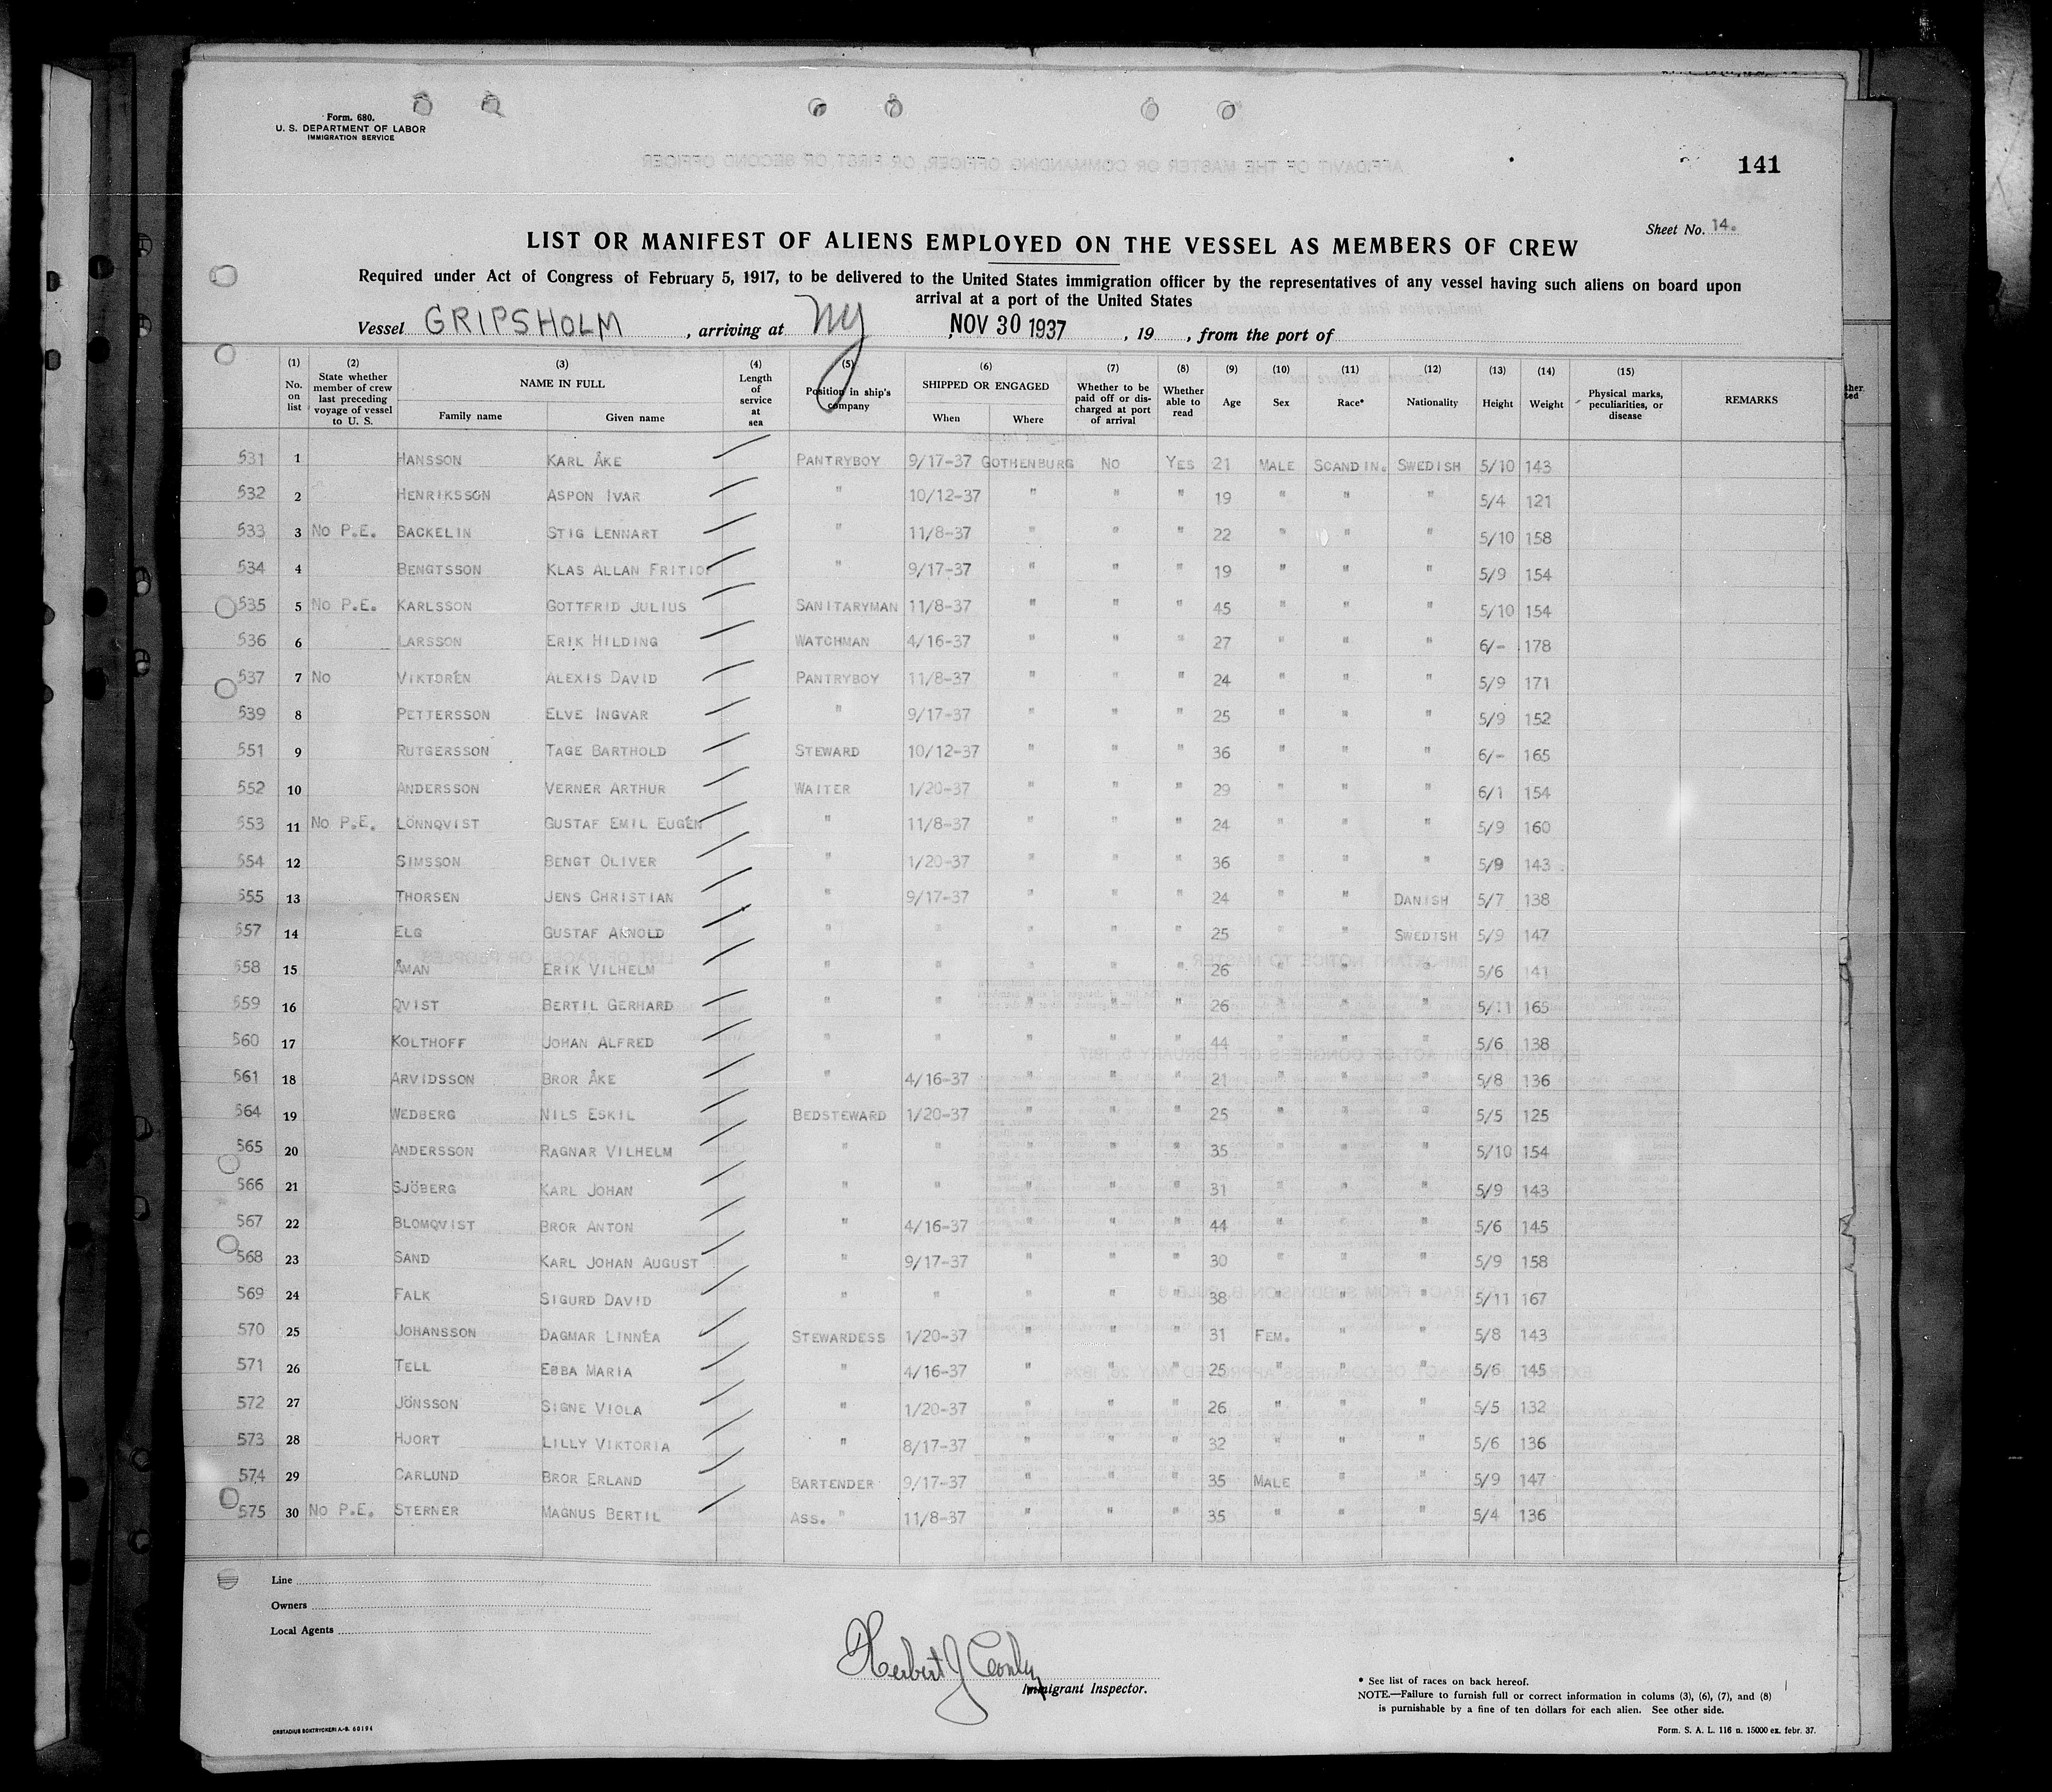 Form. 680.
U. S. DEPARTMENT OF LABOR
IMMIGRATION SERVICE
141
Sheet No. 14.
LIST OR MANIFEST OF ALIENS EMPLOYED ON THE VESSEL AS MEMBERS OF CREW
Required under Act of Congress of February 5, 1917, to be delivered to the United States immigration officer by the representatives of any vessel having such aliens on board upon
arrival at a port of the United States
Vessel GRIPSHOLM, arriving at NY, NOV 30 1937, 19 , from the port of
(1) No. on list (2) State whether member of crew last preceding voyage of vessel to U. S. (3) NAME IN FULL Family name Given name (4) Length of service at sea (5) Position in ship's company (6) SHIPPED OR ENGAGED When Where (7) Whether to be paid off or discharged at port of arrival (8) Whether able to read (9) Age (10) Sex (11) Race* (12) Nationality (13) Height (14) Weight (15) Physical marks, peculiarities, or disease REMARKS
531 1 HANSSON KARL ÅKE PANTRYBOY 9/17-37 GOTHENBURG NO YES 21 MALE SCANDIN. SWEDISH 5/10 143
532 2 HENRIKSSON ASPON IVAR " 10/12-37 " " " 19 " " " 5/4 121
533 3 NO P.E. BACKELIN STIG LENNART " 11/8-37 " " " 22 " " " 5/10 158
534 4 BENGTSSON KLAS ALLAN FRITIOF " 9/17-37 " " " 19 " " " 5/9 154
535 5 NO P.E. KARLSSON GOTTFRID JULIUS SANITARYMAN 11/8-37 " " " 45 " " " 5/10 154
536 6 LARSSON ERIK HILDING WATCHMAN 4/16-37 " " " 27 " " " 6/- 178
537 7 NO VIKTORÉN ALEXIS DAVID PANTRYBOY 11/8-37 " " " 24 " " " 5/9 171
539 8 PETTERSSON ELVE INGVAR " 9/17-37 " " " 25 " " " 5/9 152
551 9 RUTGERSSON TAGE BARTHOLD STEWARD 10/12-37 " " " 36 " " " 6/- 165
552 10 ANDERSSON VERNER ARTHUR WAITER 1/20-37 " " " 29 " " " 6/1 154
553 11 NO P.E. LÖNNQVIST GUSTAF EMIL EUGÉN " 11/8-37 " " " 24 " " " 5/9 160
554 12 SIMSSON BENGT OLIVER " 1/20-37 " " " 36 " " " 5/9 143
555 13 THORSEN JENS CHRISTIAN " 9/17-37 " " " 24 " " DANISH 5/7 138
557 14 ELG GUSTAF ARNOLD " " " " " 25 " " SWEDISH 5/9 147
558 15 ÅMAN ERIK VILHELM " " " " " 26 " " " 5/6 141
559 16 QVIST BERTIL GERHARD " " " " " 26 " " " 5/11 165
560 17 KOLTHOFF JOHAN ALFRED " " " " " 44 " " " 5/6 138
561 18 ARVIDSSON BROR ÅKE " 4/16-37 " " " 21 " " " 5/8 136
564 19 WEDBERG NILS ESKIL BEDSTEWARD 1/20-37 " " " 25 " " " 5/5 125
565 20 ANDERSSON RAGNAR VILHELM " " " " " 35 " " " 5/10 154
566 21 SJÖBERG KARL JOHAN " " " " " 31 " " " 5/9 143
567 22 BLOMQVIST BROR ANTON " 4/16-37 " " " 44 " " " 5/6 145
568 23 SAND KARL JOHAN AUGUST " 9/17-37 " " " 30 " " " 5/9 158
569 24 FALK SIGURD DAVID " " " " " 38 " " " 5/11 167
570 25 JOHANSSON DAGMAR LINNÉA STEWARDESS 1/20-37 " " " 31 FEM. " " 5/8 143
571 26 TELL EBBA MARIA " 4/16-37 " " " 25 " " " 5/6 145
572 27 JÖNSSON SIGNE VIOLA " 1/20-37 " " " 26 " " " 5/5 132
573 28 HJORT LILLY VIKTORIA " 8/17-37 " " " 32 " " " 5/6 136
574 29 CARLUND BROR ERLAND BARTENDER 9/17-37 " " " 35 MALE " " 5/9 147
575 30 NO P.E. STERNER MAGNUS BERTIL ASS. " 11/8-37 " " " 35 " " " 5/4 136
Line
Owners
Local Agents
Herbert J Conley
Immigrant Inspector.
* See list of races on back hereof.
NOTE.—Failure to furnish full or correct information in colums (3), (6), (7), and (8)
is punishable by a fine of ten dollars for each alien. See other side.
ORSTADIUS BOKTRYCKERI A.-B. 60194
Form. S. A. L. 116 n. 15000 ex. febr. 37.